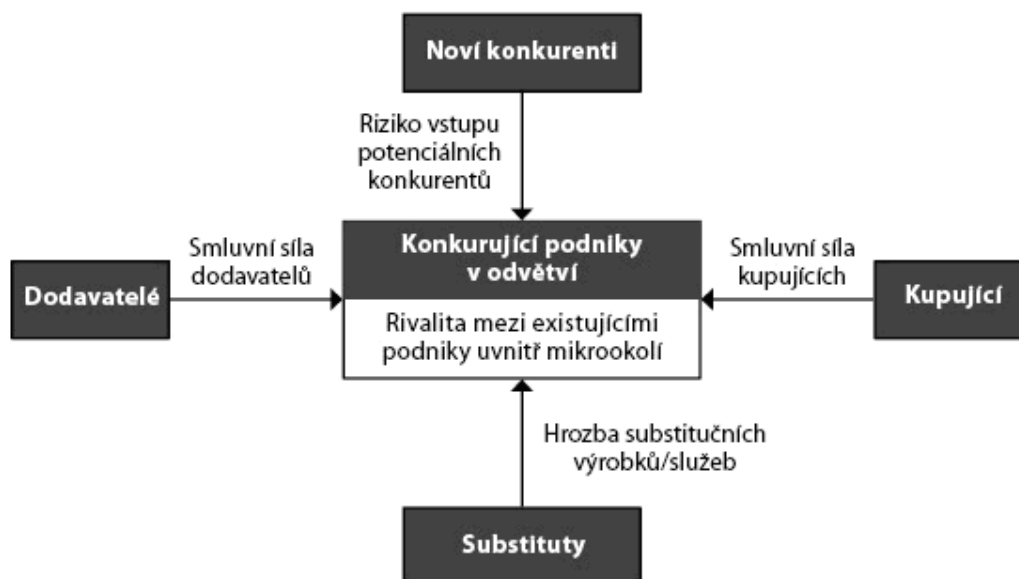 Noví konkurenti
Riziko vstupu
potenciálních
konkurentů
Smluvní síla
dodavatelů
Dodavatelé
Konkurující podniky
v odvětví
Rivalita mezi existujícími
podniky uvnitř mikrookolí
Smluvní síla
kupujících
Kupující
Hrozba substitučních
výrobků/služeb
Substituty